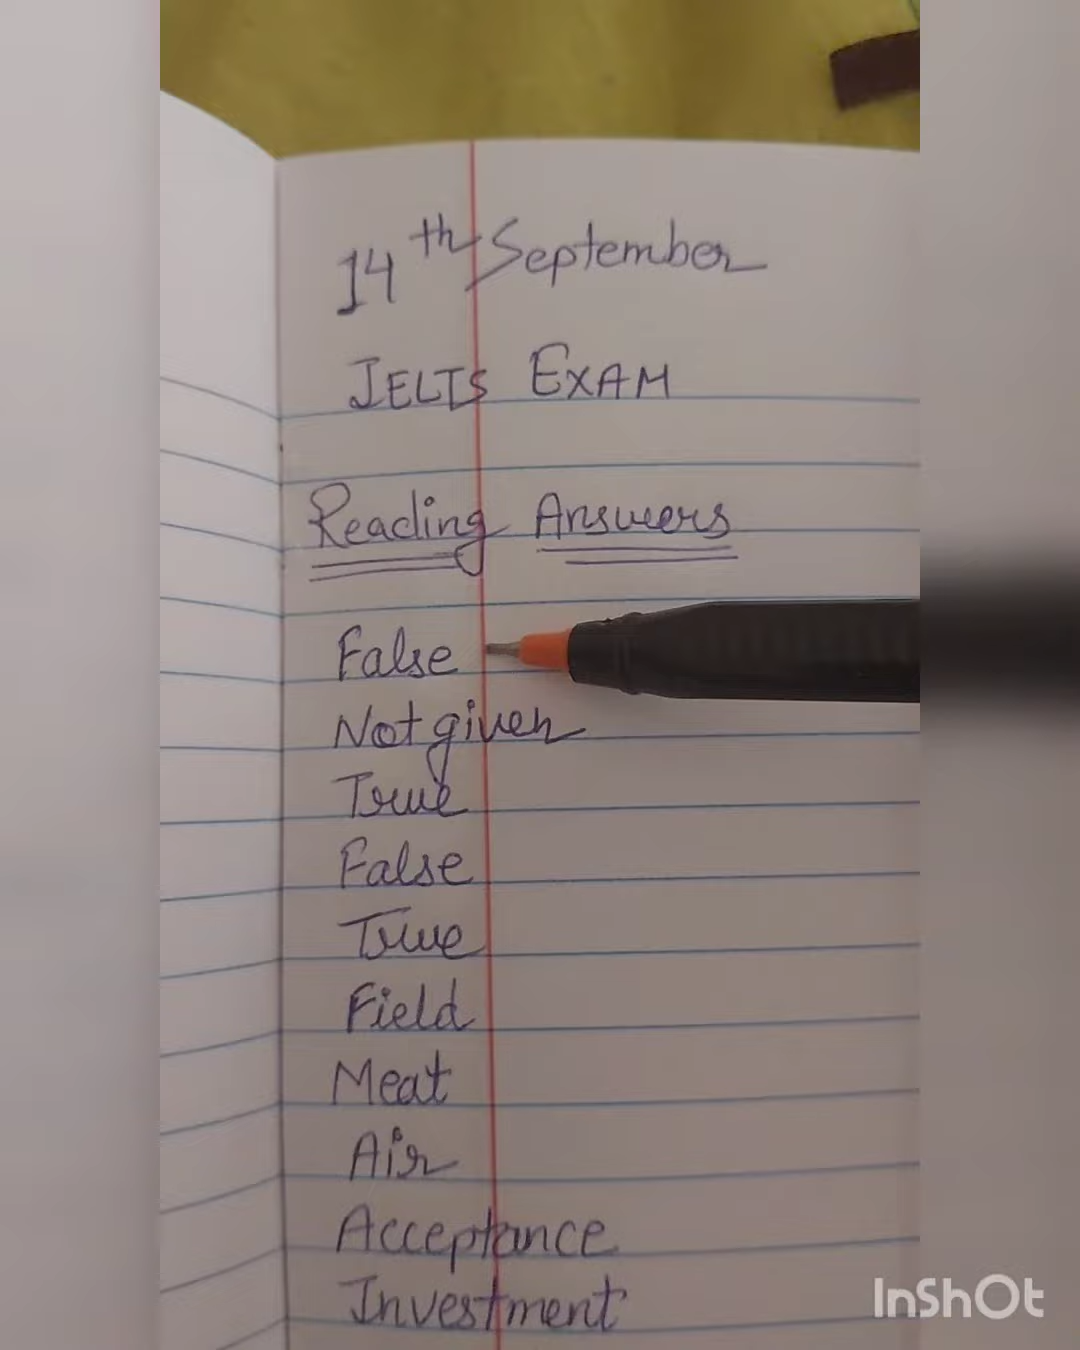 14th September
IELTS EXAM
Reading Answers
False
Not given
True
False
True
Field
Meat
Air
Acceptance
Investment
InShOt